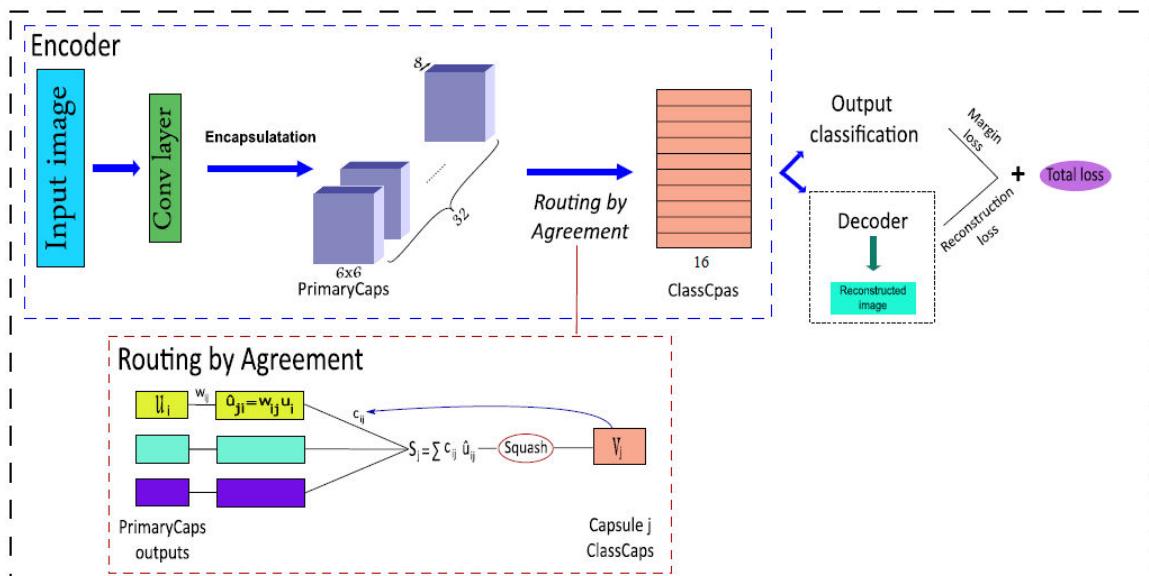 Encoder
Input image
Conv layer
Encapsulatation
8
32
6x6
PrimaryCaps
Routing by
Agreement
16
ClassCpas
Output
classification
Margin
loss
Reconstruction
loss
+
Total loss
Decoder
Reconstructed
image
Routing by Agreement
u_i
w_ij
û_ji=w_ij u_i
c_ij
S_j=∑ c_ij û_ij
Squash
V_j
PrimaryCaps
outputs
Capsule j
ClassCaps